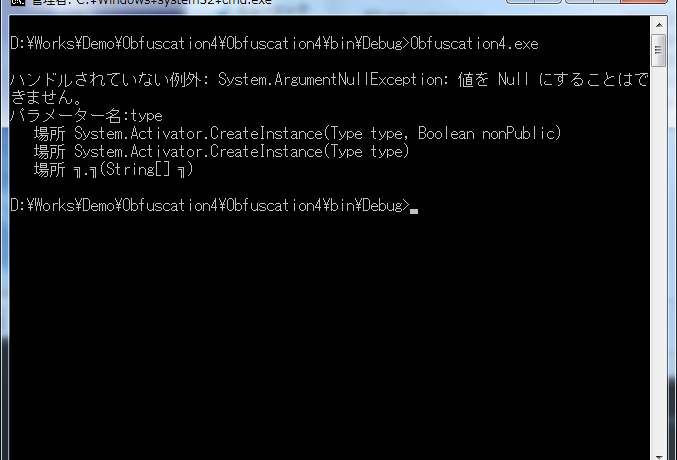 管理者: C:¥Windows¥system32¥cmd.exe
D:¥Works¥Demo¥Obfuscation4¥Obfuscation4¥bin¥Debug>Obfuscation4.exe
ハンドルされていない例外: System.ArgumentNullException: 値を Null にすることはで
きません。
パラメーター名:type
場所 System.Activator.CreateInstance(Type type, Boolean nonPublic)
場所 System.Activator.CreateInstance(Type type)
場所 ╗.╗(String[] ╗)
D:¥Works¥Demo¥Obfuscation4¥Obfuscation4¥bin¥Debug>